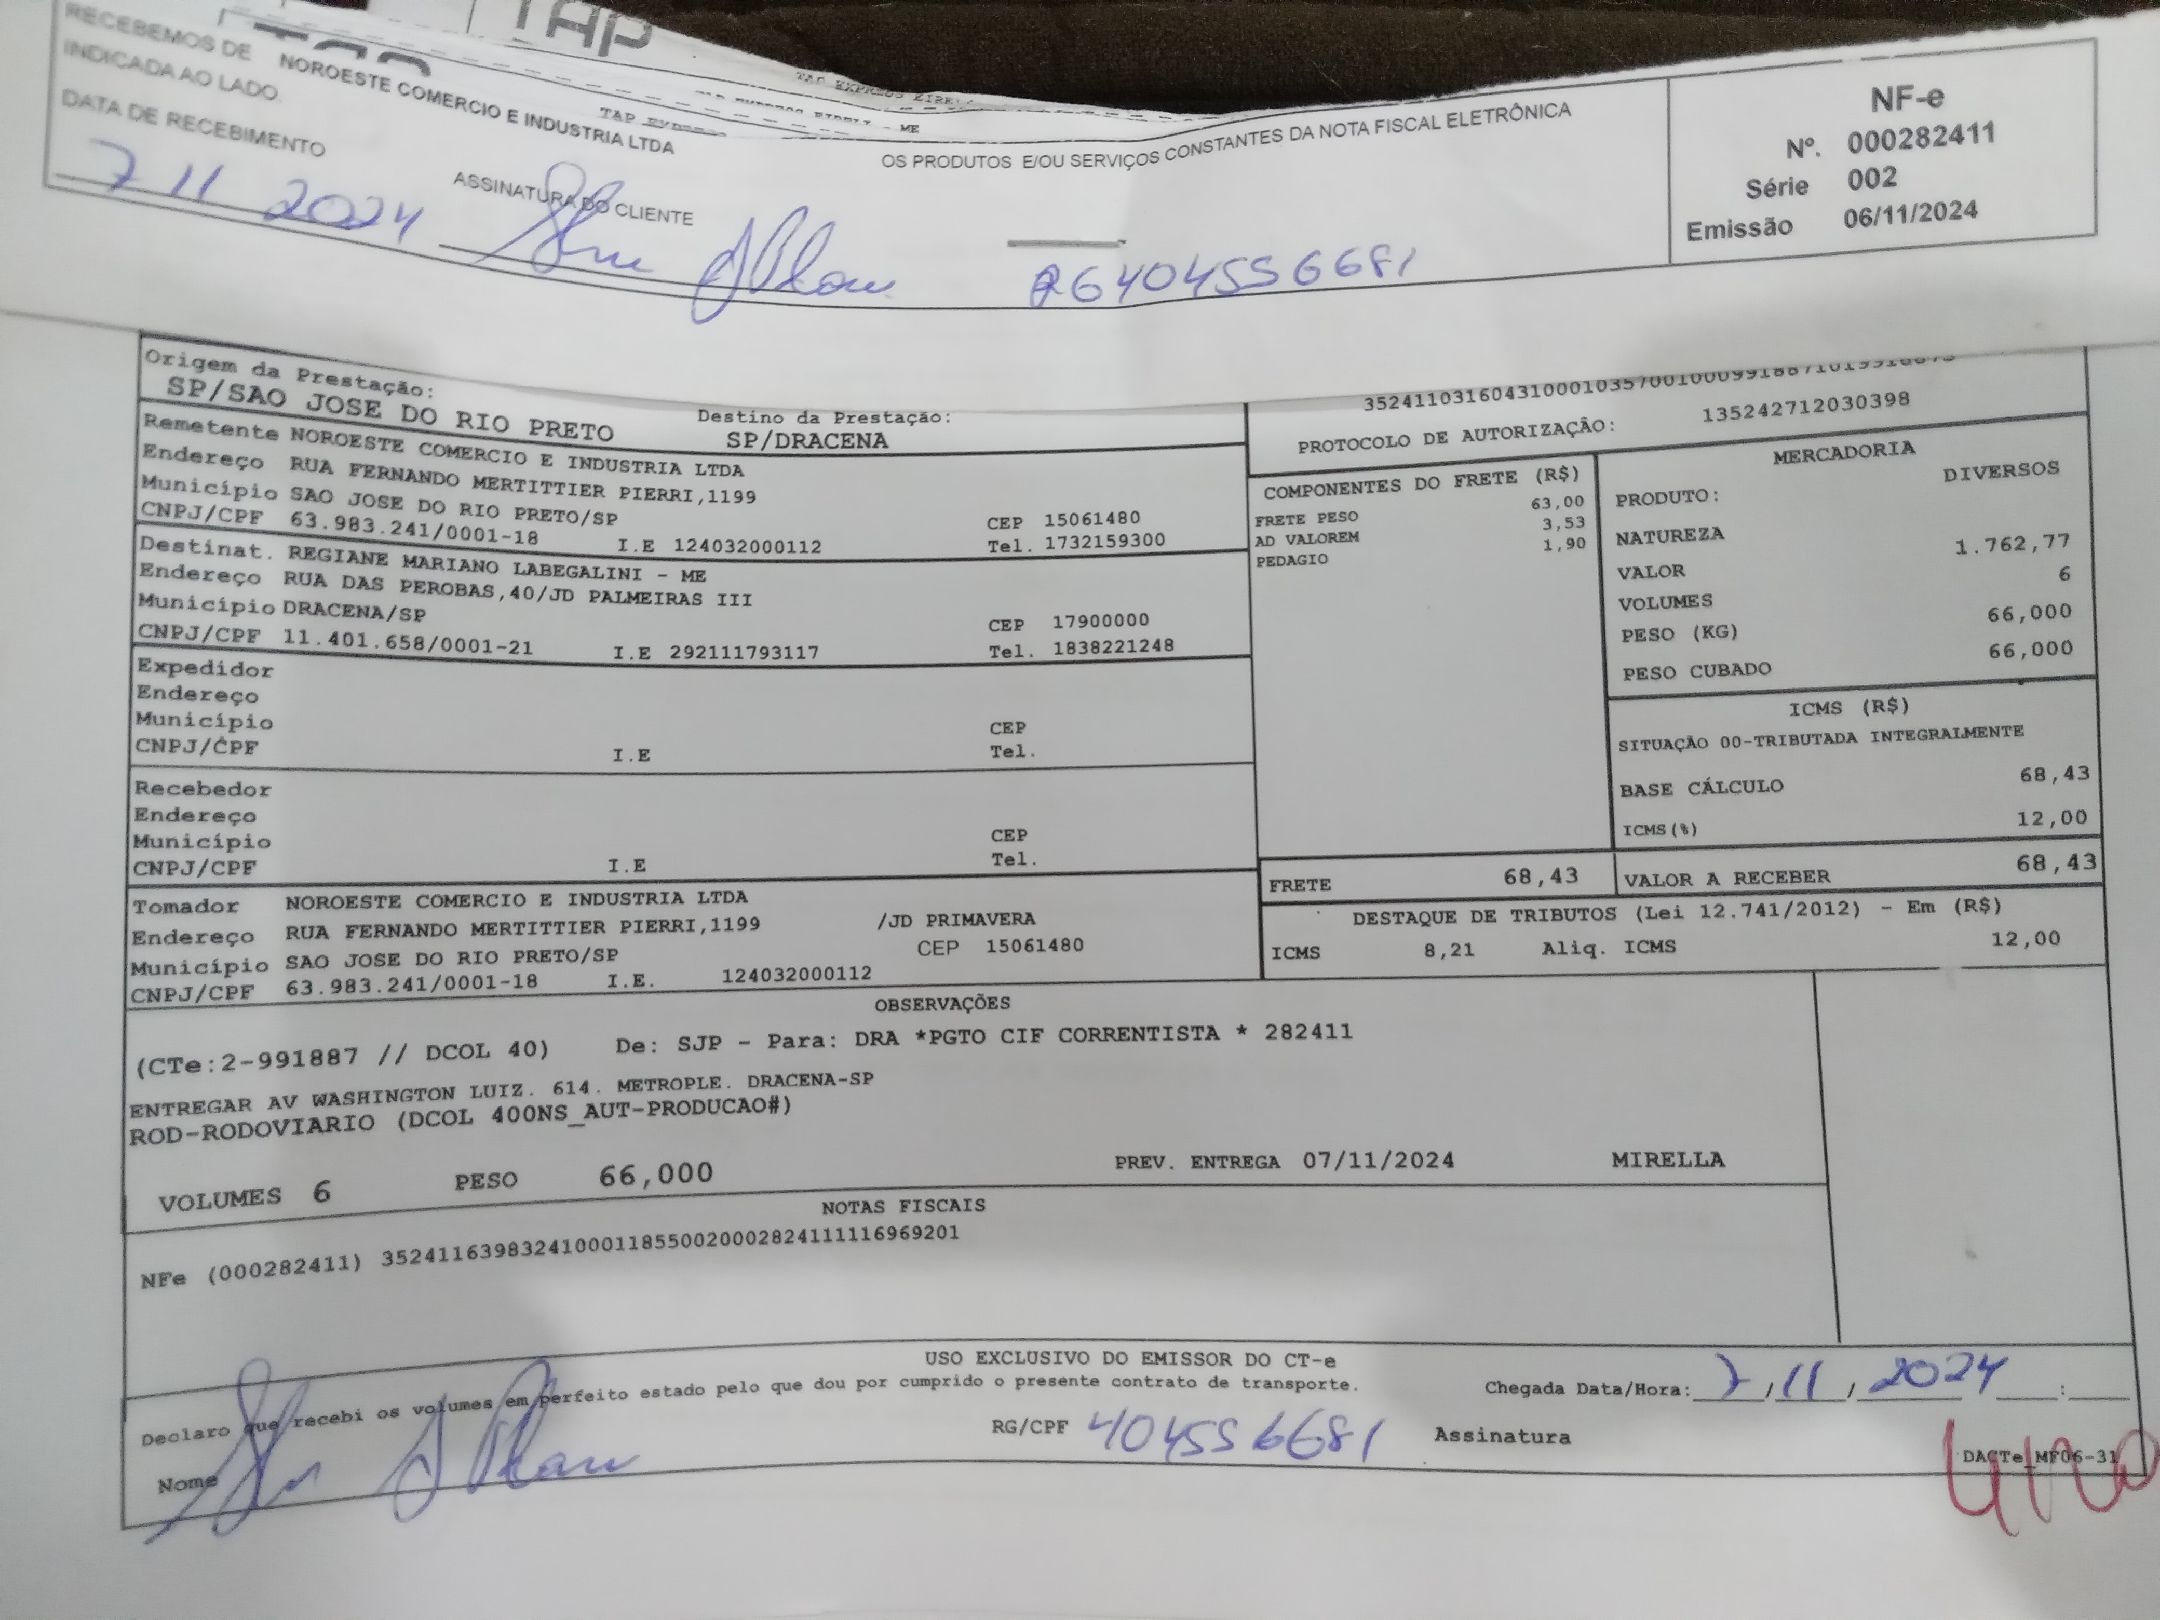 TAP
RECEBEMOS DE NOROESTE COMERCIO E INDUSTRIA LTDA
INDICADA AO LADO.
OS PRODUTOS E/OU SERVIÇOS CONSTANTES DA NOTA FISCAL ELETRÔNICA
DATA DE RECEBIMENTO
7 11 2024
ASSINATURA DO CLIENTE
6404556681
NF-e
Nº. 000282411
Série 002
Emissão 06/11/2024
Origem da Prestação:
SP/SAO JOSE DO RIO PRETO
Destino da Prestação:
SP/DRACENA
PROTOCOLO DE AUTORIZAÇÃO: 135242712030398
Remetente NOROESTE COMERCIO E INDUSTRIA LTDA
Endereço RUA FERNANDO MERTITTIER PIERRI,1199
Município SAO JOSE DO RIO PRETO/SP CEP 15061480
CNPJ/CPF 63.983.241/0001-18 I.E 124032000112 Tel. 1732159300
Destinat. REGIANE MARIANO LABEGALINI - ME
Endereço RUA DAS PEROBAS,40/JD PALMEIRAS III
Município DRACENA/SP CEP 17900000
CNPJ/CPF 11.401.658/0001-21 I.E 292111793117 Tel. 1838221248
Expedidor
Endereço
Município CEP
CNPJ/CPF I.E Tel.
Recebedor
Endereço
Município CEP
CNPJ/CPF I.E Tel.
Tomador NOROESTE COMERCIO E INDUSTRIA LTDA
Endereço RUA FERNANDO MERTITTIER PIERRI,1199 /JD PRIMAVERA
Município SAO JOSE DO RIO PRETO/SP CEP 15061480
CNPJ/CPF 63.983.241/0001-18 I.E. 124032000112
COMPONENTES DO FRETE (R$)
FRETE PESO 63,00
AD VALOREM 3,53
PEDAGIO 1,90
MERCADORIA
PRODUTO: DIVERSOS
NATUREZA
VALOR 1.762,77
VOLUMES 6
PESO (KG) 66,000
PESO CUBADO 66,000
ICMS (R$)
SITUAÇÃO 00-TRIBUTADA INTEGRALMENTE
BASE CÁLCULO 68,43
ICMS(%) 12,00
FRETE 68,43 VALOR A RECEBER 68,43
DESTAQUE DE TRIBUTOS (Lei 12.741/2012) - Em (R$)
ICMS 8,21 Aliq. ICMS 12,00
OBSERVAÇÕES
(CTe:2-991887 // DCOL 40) De: SJP - Para: DRA *PGTO CIF CORRENTISTA * 282411
ENTREGAR AV WASHINGTON LUIZ. 614. METROPLE. DRACENA-SP
ROD-RODOVIARIO (DCOL 400NS_AUT-PRODUCAO#)
VOLUMES 6 PESO 66,000 PREV. ENTREGA 07/11/2024 MIRELLA
NOTAS FISCAIS
NFe (000282411) 35241163983241000118550020002824111116969201
USO EXCLUSIVO DO EMISSOR DO CT-e
Declaro que recebi os volumes em perfeito estado pelo que dou por cumprido o presente contrato de transporte.
Chegada Data/Hora: 7/11/2024 :
Nome RG/CPF 404556681 Assinatura
DACTe_MF06-31